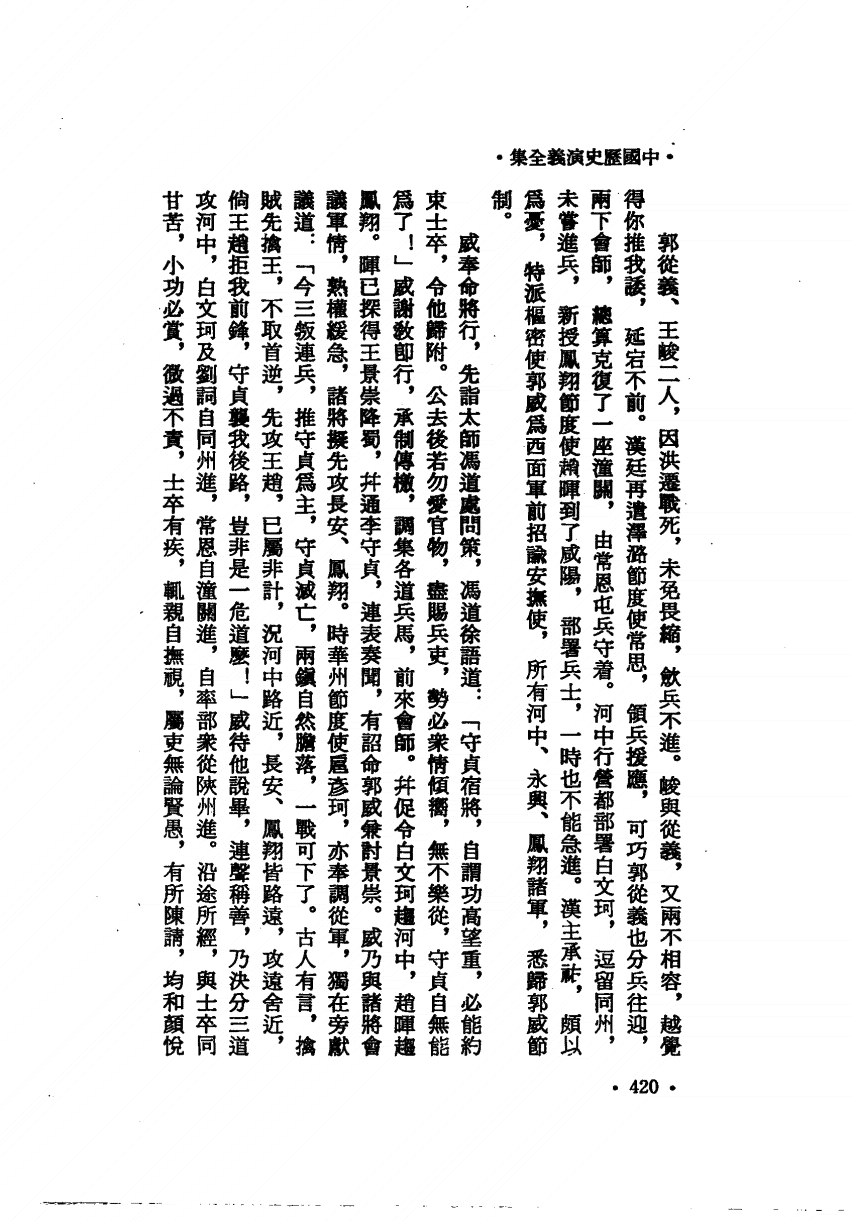 •中國歷史演義全集•
郭從義、王峻二人，因洪遷戰死，未免畏縮，斂兵不進。峻與從義，又兩不相容，越覺
得你推我諉，延宕不前。漢廷再遣澤潞節度使常思，領兵援應，可巧郭從義也分兵往迎，
兩下會師，總算克復了一座潼關，由常恩屯兵守着。河中行營都部署白文珂，逗留同州，
未嘗進兵，新授鳳翔節度使趙暉到了咸陽，部署兵士，一時也不能急進。漢主承祐，頗以
爲憂，特派樞密使郭威爲西面軍前招諭安撫使，所有河中、永興、鳳翔諸軍，悉歸郭威節
制。
威奉命將行，先詣太師馮道處問策，馮道徐語道：「守貞宿將，自謂功高望重，必能約
束士卒，令他歸附。公去後若勿愛官物，盡賜兵吏，勢必衆情傾嚮，無不樂從，守貞自無能
爲了！」威謝敎卽行，承制傳檄，調集各道兵馬，前來會師。幷促令白文珂趨河中，趙暉趨
鳳翔。暉已探得王景崇降蜀，幷通李守貞，連表奏聞，有詔命郭威兼討景崇。威乃與諸將會
議軍情，熟權緩急，諸將擬先攻長安、鳳翔。時華州節度使扈彥珂，亦奉調從軍，獨在旁獻
議道：「今三叛連兵，推守貞爲主，守貞滅亡，兩鎭自然膽落，一戰可下了。古人有言，擒
賊先擒王，不取首逆，先攻王趙，已屬非計，況河中路近，長安、鳳翔皆路遠，攻遠舍近，
倘王趙拒我前鋒，守貞襲我後路，豈非是一危道麼！」威待他說畢，連聲稱善，乃決分三道
攻河中，白文珂及劉詞自同州進，常恩自潼關進，自率部衆從陝州進。沿途所經，與士卒同
甘苦，小功必賞，微過不責，士卒有疾，輒親自撫視，屬吏無論賢愚，有所陳請，均和顏悅
•420•